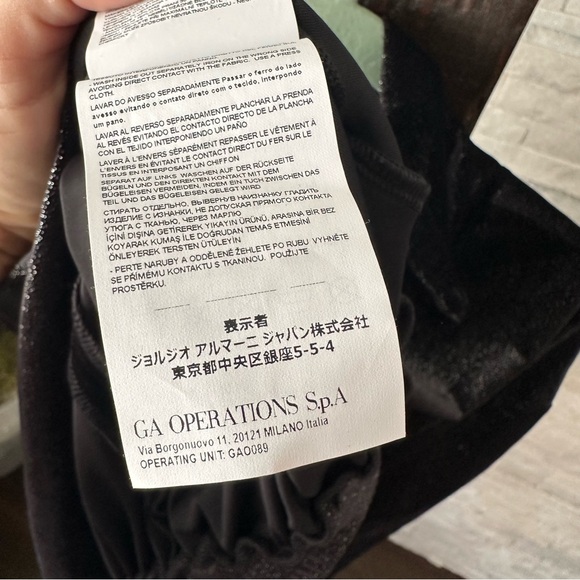 - WASH INSIDE OUT SEPARATELY IRON ON THE WRONG SIDE
AVOIDING DIRECT CONTACT WITH THE FABRIC, USE A PRESS
CLOTH.
LAVAR DO AVESSO SEPARADAMENTE Passar o ferro do lado
avesso evitando o contato direto com o tecido, interpondo
um pano.
LAVAR AL REVERSO SEPARADAMENTE PLANCHAR LA PRENDA
AL REVÉS EVITANDO EL CONTACTO DIRECTO DE LA PLANCHA
CON EL TEJIDO INTERPONIENDO UN PAÑO
LAVER À L'ENVERS SÉPARÉMENT REPASSER LE VÊTEMENT À
L'ENVERS EN ÉVITANT LE CONTACT DIRECT DU FER SUR LE
TISSUS EN INTERPOSANT UN CHIFFON
SEPARAT AUF LINKS WASCHEN AUF DER RÜCKSEITE
BÜGELN UND DEN DIREKTEN KONTAKT MIT DEM
BÜGELEISEN VERMEIDEN, INDEM EIN TUCH ZWISCHEN DAS
TEIL UND DAS BÜGELEISEN GELEGT WIRD
СТИРАТЬ ОТДЕЛЬНО, ВЫВЕРНУВ НАИЗНАНКУ ГЛАДИТЬ
ИЗДЕЛИЕ С ИЗНАНКИ, НЕ ДОПУСКАЯ ПРЯМОГО КОНТАКТА
УТЮГА С ТКАНЬЮ, ЧЕРЕЗ МАРЛЮ
İÇİNİ DIŞINA GETİREREK YIKAYIN ÜRÜNÜ, ARASINA BIR BEZ
KOYARAK KUMAŞ İLE DOĞRUDAN TEMAS ETMESİNİ
ÖNLEYEREK TERSTEN ÜTÜLEYİN
- PERTE NARUBY A ODDĚLENĚ ŽEHLETE PO RUBU VYHNĚTE
SE PŘÍMÉMU KONTAKTU S TKANINOU, POUŽIJTE
PROSTĚRKU.
表示者
ジョルジオ アルマーニ ジャパン株式会社
東京都中央区銀座5-5-4
GA OPERATIONS S.p.A
Via Borgonuovo 11, 20121 MILANO Italia
OPERATING UNIT: GAO089